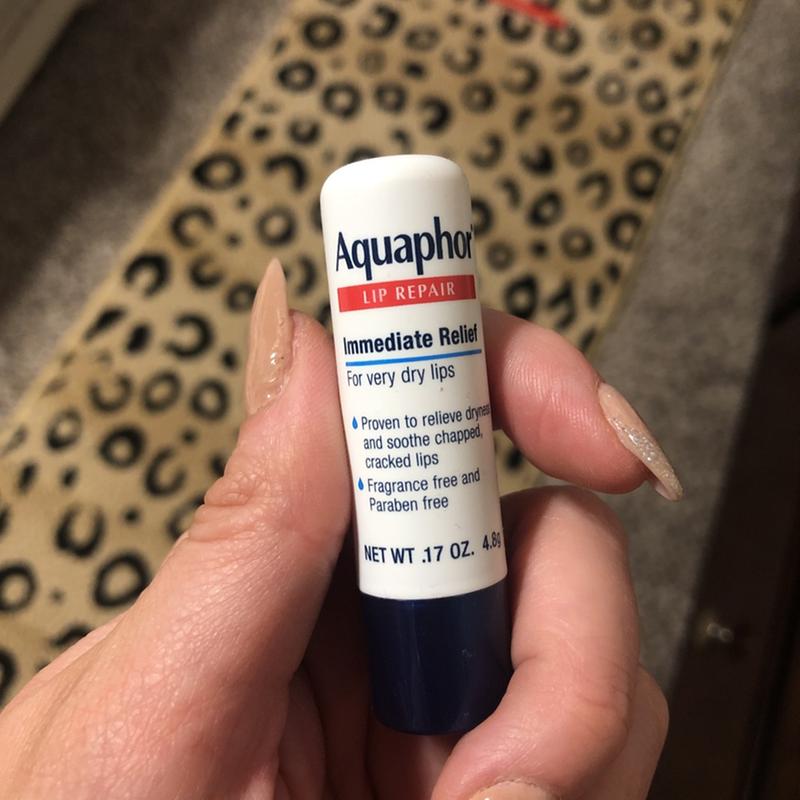 Aquaphor
LIP REPAIR
Immediate Relief
For very dry lips
Proven to relieve dryness
and soothe chapped,
cracked lips
Fragrance free and
Paraben free
NET WT .17 OZ. 4.8g